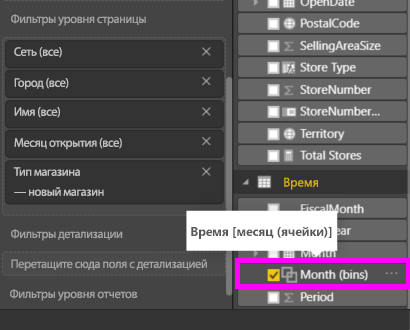 Фильтры уровня страницы
Сеть (все)
Город (все)
Имя (все)
Месяц открытия (все)
Тип магазина
— новый магазин
Фильтры детализации
Перетащите сюда поля с детализацией
Фильтры уровня отчетов
OpenDate
PostalCode
SellingAreaSize
Store Type
StoreNumber
StoreNumber...
Territory
Total Stores
Время
FiscalMonth
Время [месяц (ячейки)]
Month
Month (bins)
Period